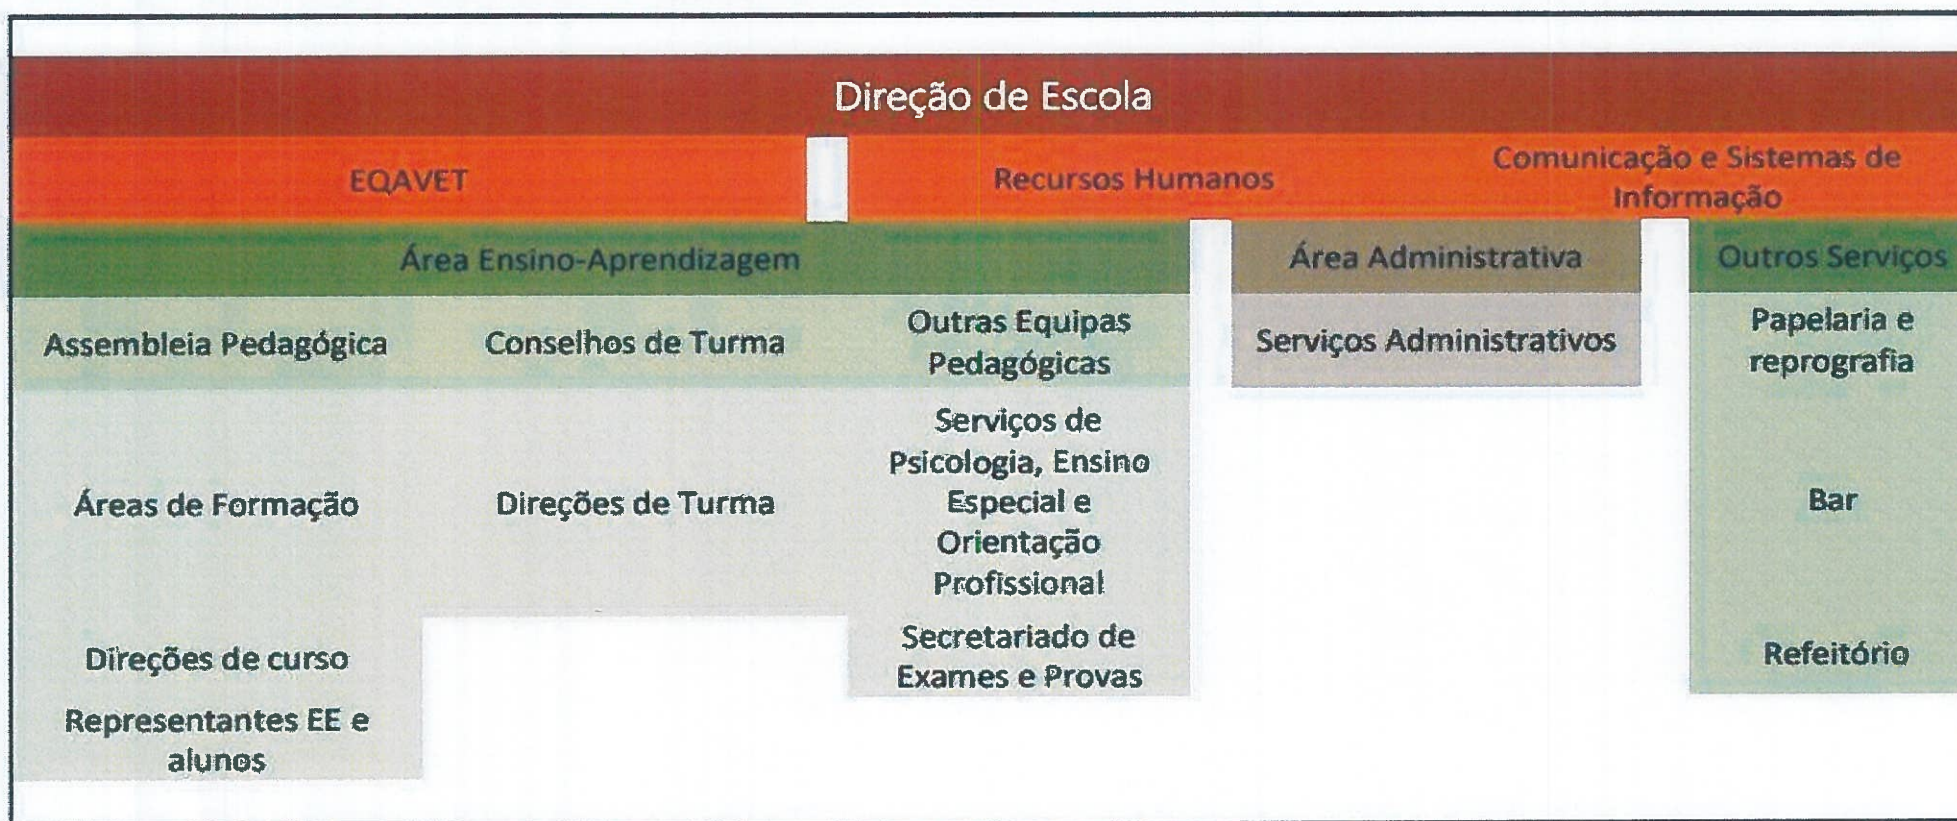 Direção de Escola
EQAVET
Recursos Humanos
Comunicação e Sistemas de
Informação
Área Ensino-Aprendizagem
Área Administrativa
Outros Serviços
Assembleia Pedagógica
Conselhos de Turma
Outras Equipas
Pedagógicas
Serviços Administrativos
Papelaria e
reprografia
Áreas de Formação
Direções de Turma
Serviços de
Psicologia, Ensino
Especial e
Orientação
Profissional
Bar
Direções de curso
Secretariado de
Exames e Provas
Refeitório
Representantes EE e
alunos